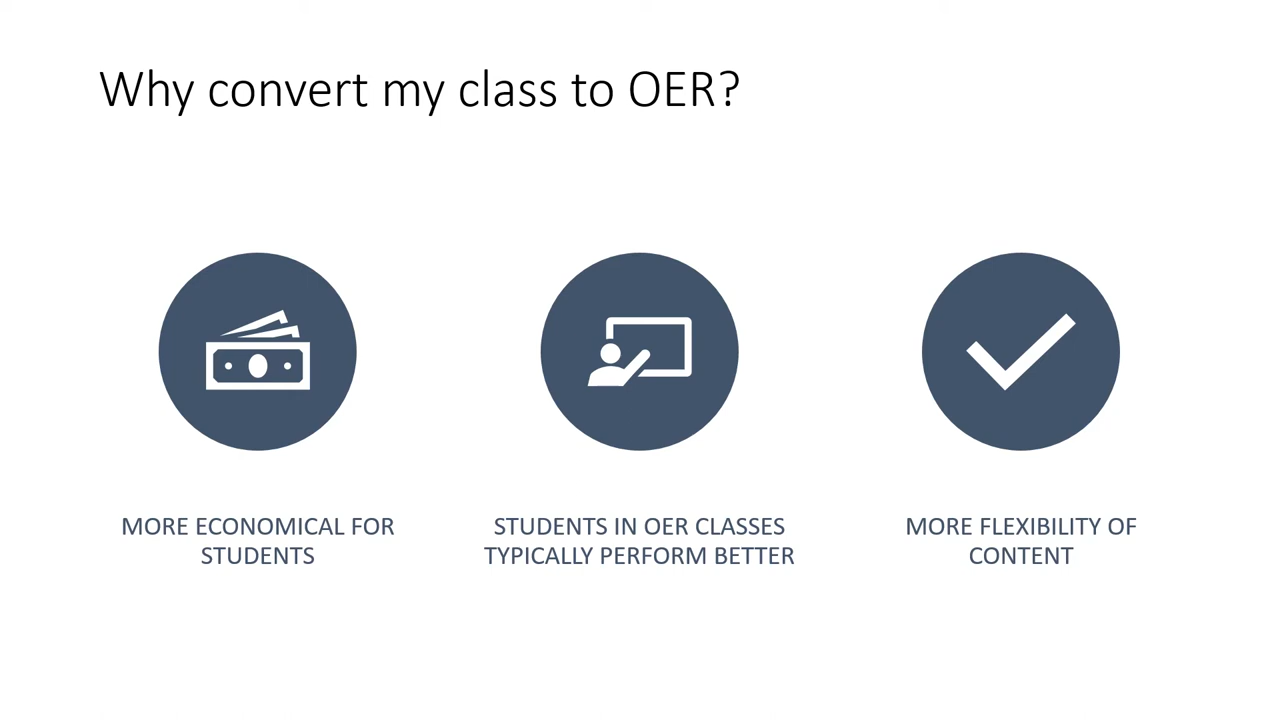 Why convert my class to OER?
MORE ECONOMICAL FOR
STUDENTS
STUDENTS IN OER CLASSES
TYPICALLY PERFORM BETTER
MORE FLEXIBILITY OF
CONTENT